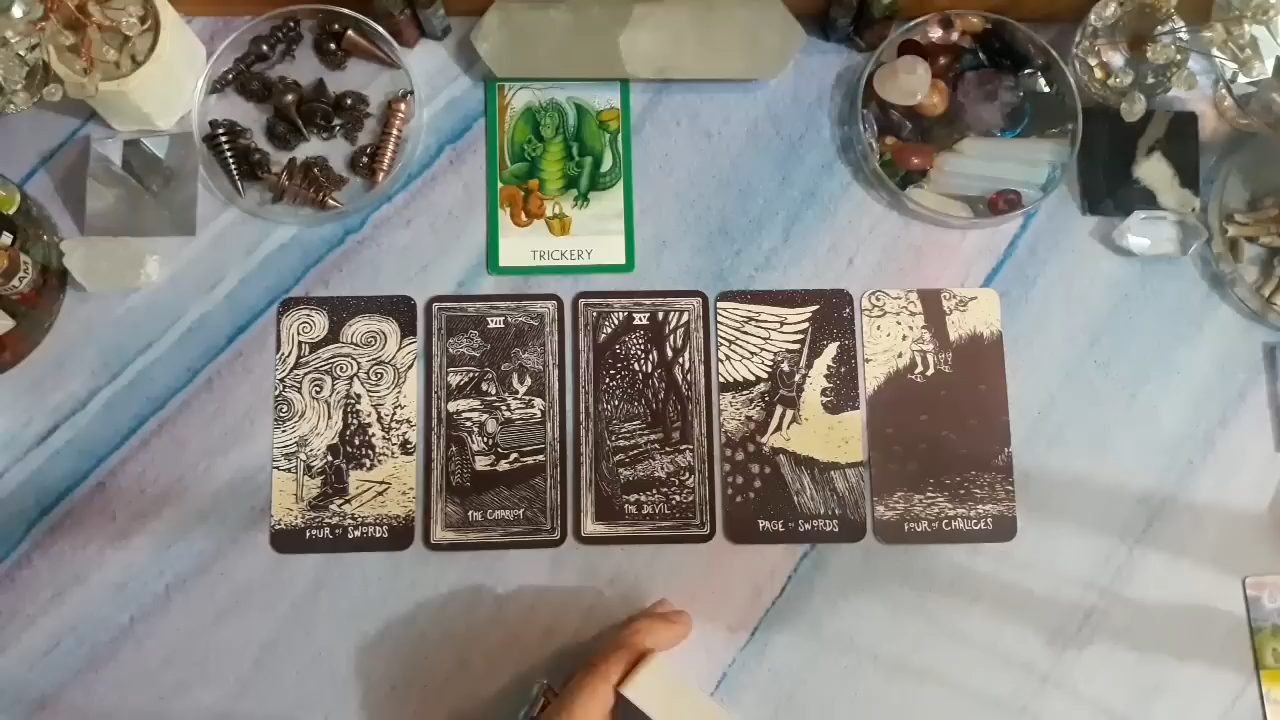 TRICKERY
FOUR OF SWORDS
VII
THE CHARIOT
XV
THE DEVIL
PAGE OF SWORDS
FOUR OF CHALICES